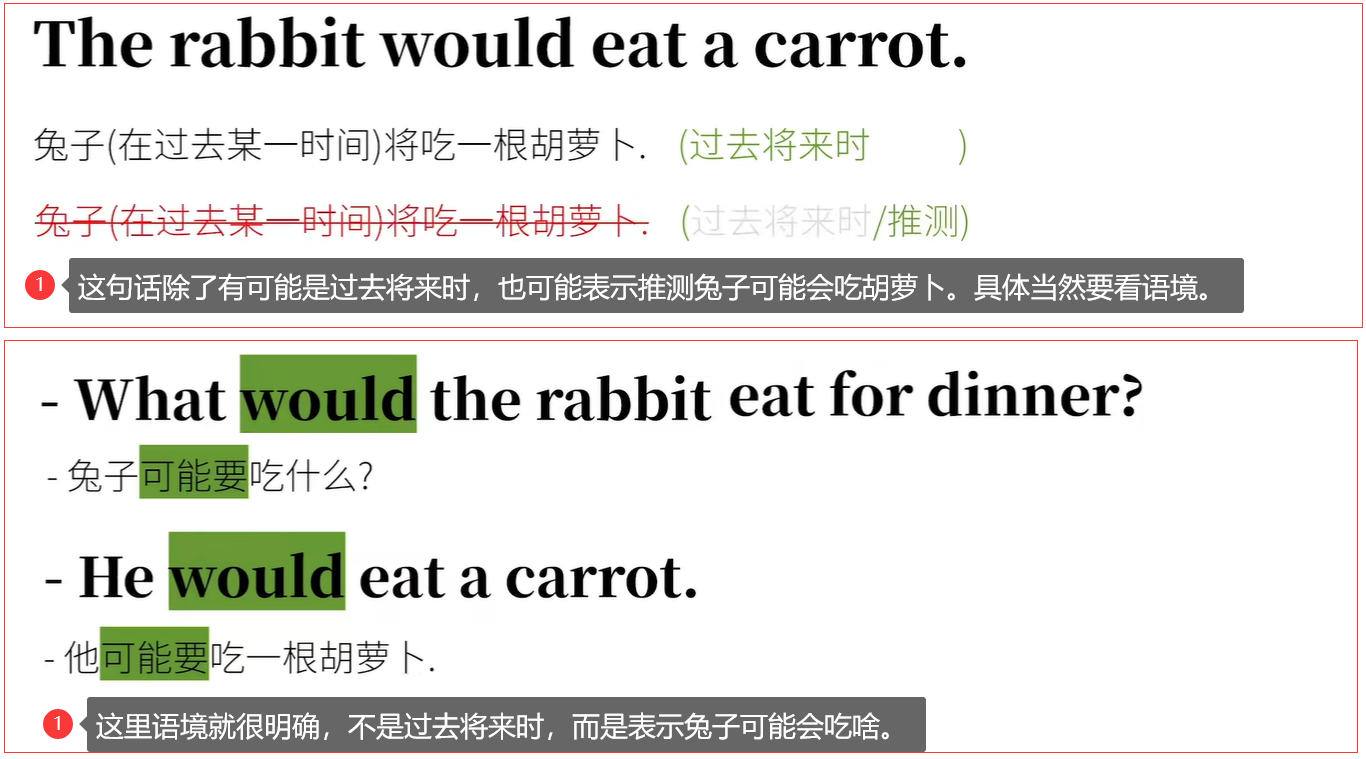 The rabbit would eat a carrot.
兔子(在过去某一时间)将吃一根胡萝卜. (过去将来时 )
兔子(在过去某一时间)将吃一根胡萝卜. (过去将来时/推测)
1 这句话除了有可能是过去将来时，也可能表示推测兔子可能会吃胡萝卜。具体当然要看语境。
- What would the rabbit eat for dinner?
- 兔子可能要吃什么?
- He would eat a carrot.
- 他可能要吃一根胡萝卜.
1 这里语境就很明确，不是过去将来时，而是表示兔子可能会吃啥。